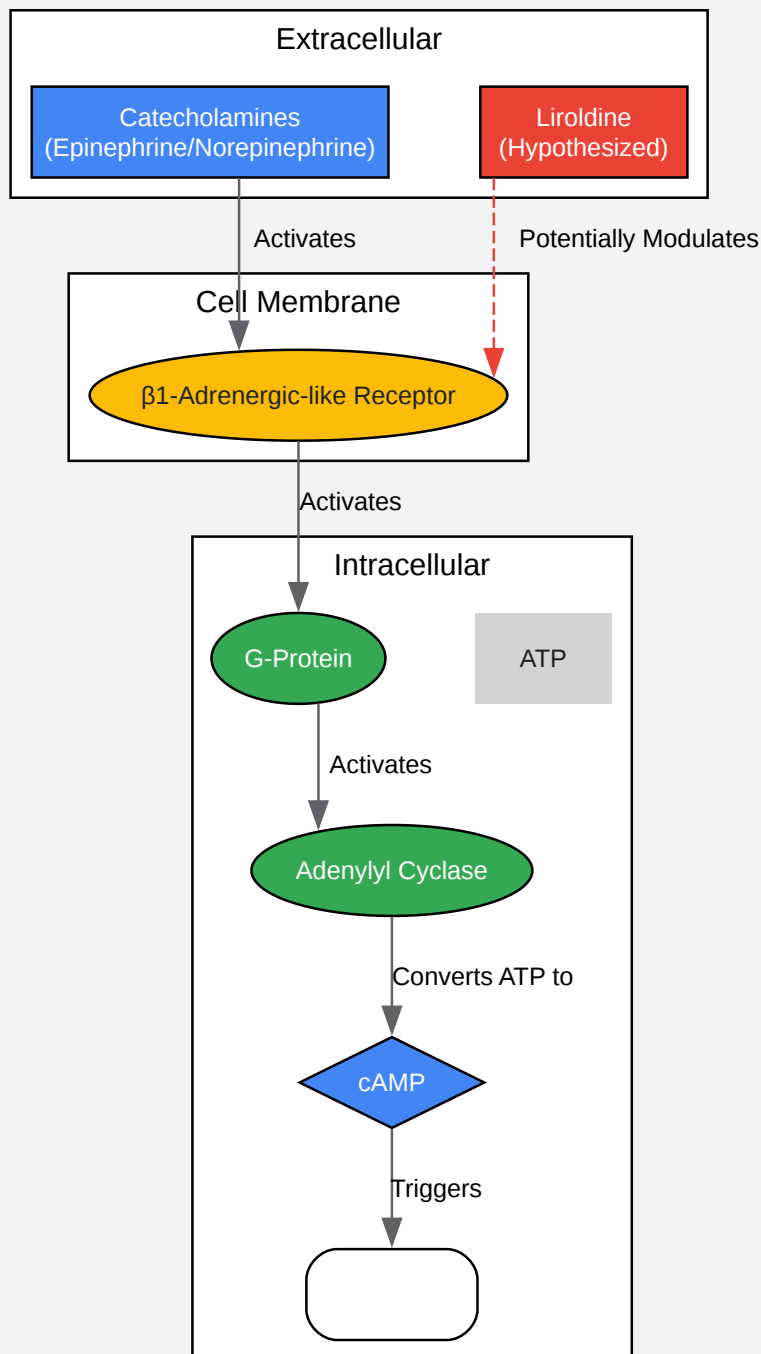 Extracellular
Catecholamines
(Epinephrine/Norepinephrine)
Liroldine
(Hypothesized)
Activates
Potentially Modulates
Cell Membrane
β1-Adrenergic-like Receptor
Activates
Intracellular
G-Protein
ATP
Activates
Adenylyl Cyclase
Converts ATP to
cAMP
Triggers